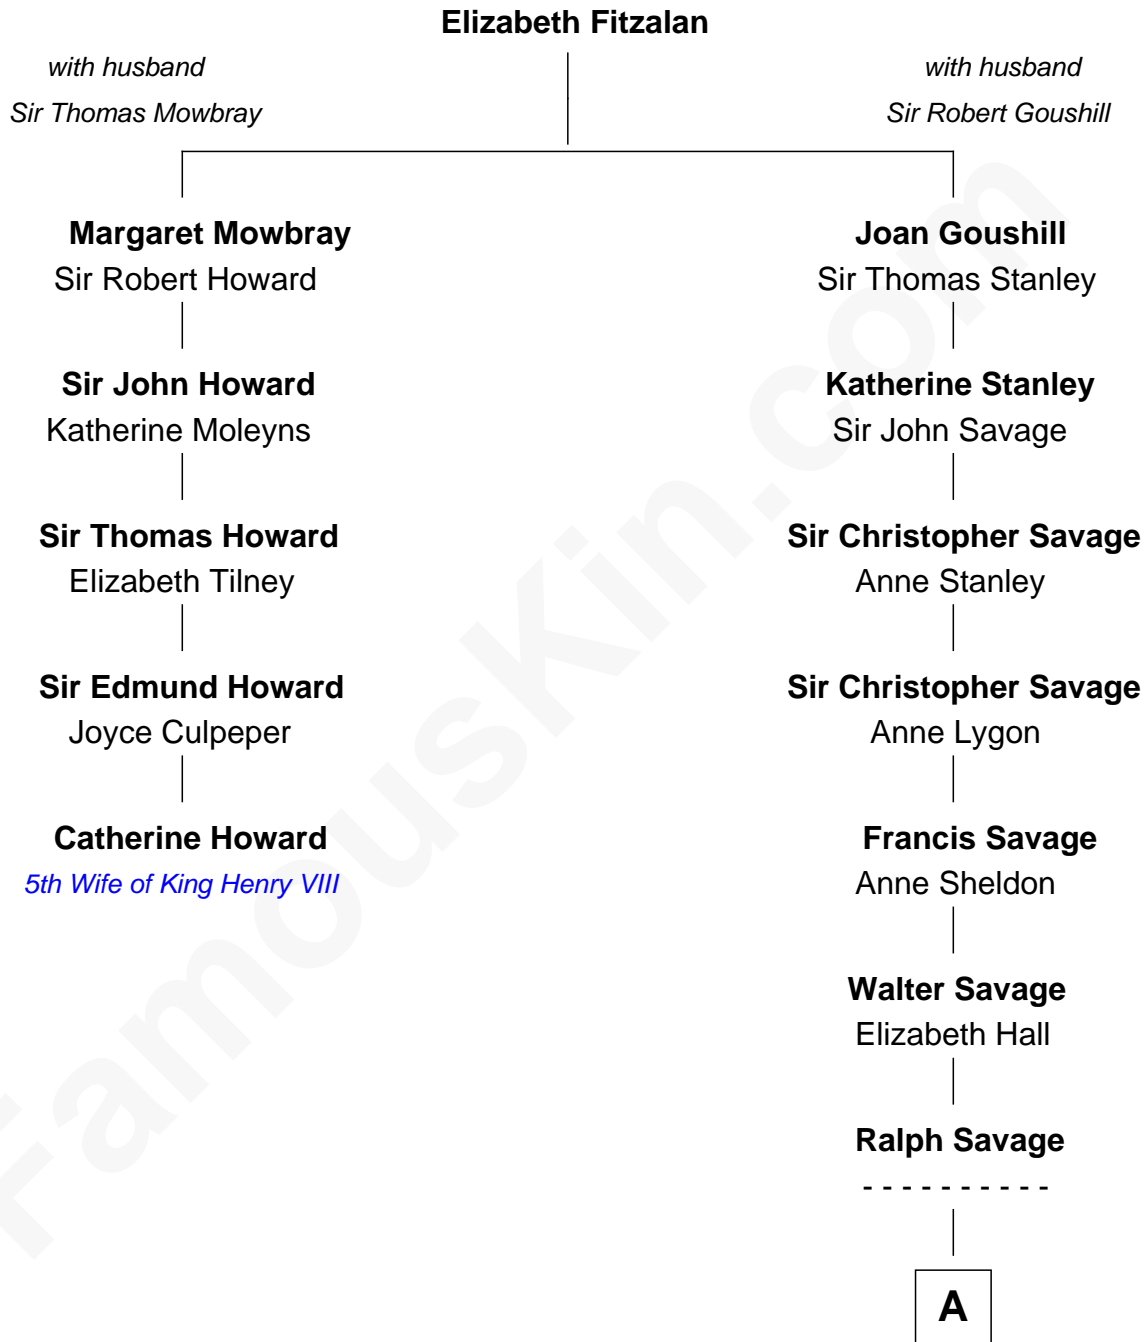 Elizabeth Fitzalan
with husband
Sir Thomas Mowbray
with husband
Sir Robert Goushill
Margaret Mowbray
Sir Robert Howard
Joan Goushill
Sir Thomas Stanley
Sir John Howard
Katherine Moleyns
Katherine Stanley
Sir John Savage
Sir Thomas Howard
Elizabeth Tilney
Sir Christopher Savage
Anne Stanley
Sir Edmund Howard
Joyce Culpeper
Sir Christopher Savage
Anne Lygon
Catherine Howard
5th Wife of King Henry VIII
Francis Savage
Anne Sheldon
Walter Savage
Elizabeth Hall
Ralph Savage
- - - - - - - - - -
A
FamousKin.com